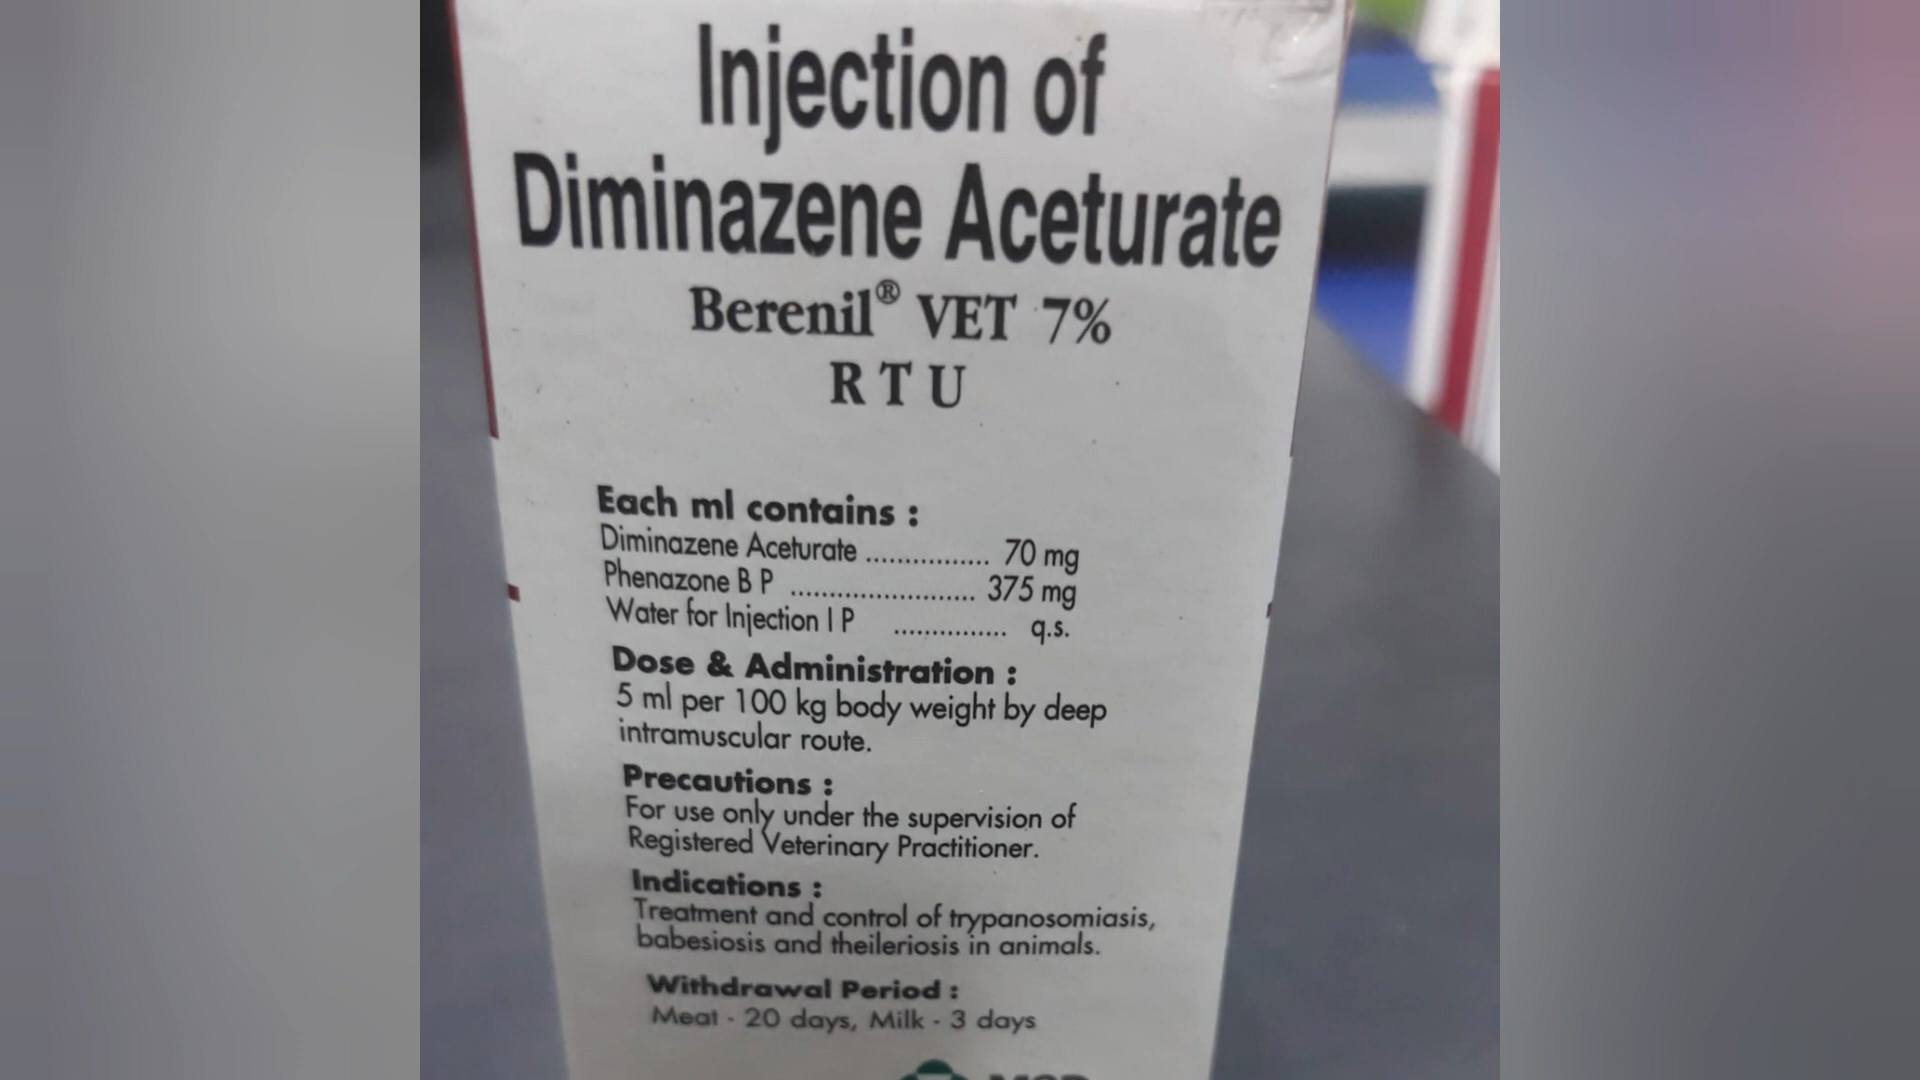 Injection of
Diminazene Aceturate
Berenil® VET 7%
R T U
Each ml contains :
Diminazene Aceturate ................ 70 mg
Phenazone B P ........................ 375 mg
Water for Injection I P ............... q.s.
Dose & Administration :
5 ml per 100 kg body weight by deep
intramuscular route.
Precautions :
For use only under the supervision of
Registered Veterinary Practitioner.
Indications :
Treatment and control of trypanosomiasis,
babesiosis and theileriosis in animals.
Withdrawal Period :
Meat - 20 days, Milk - 3 days